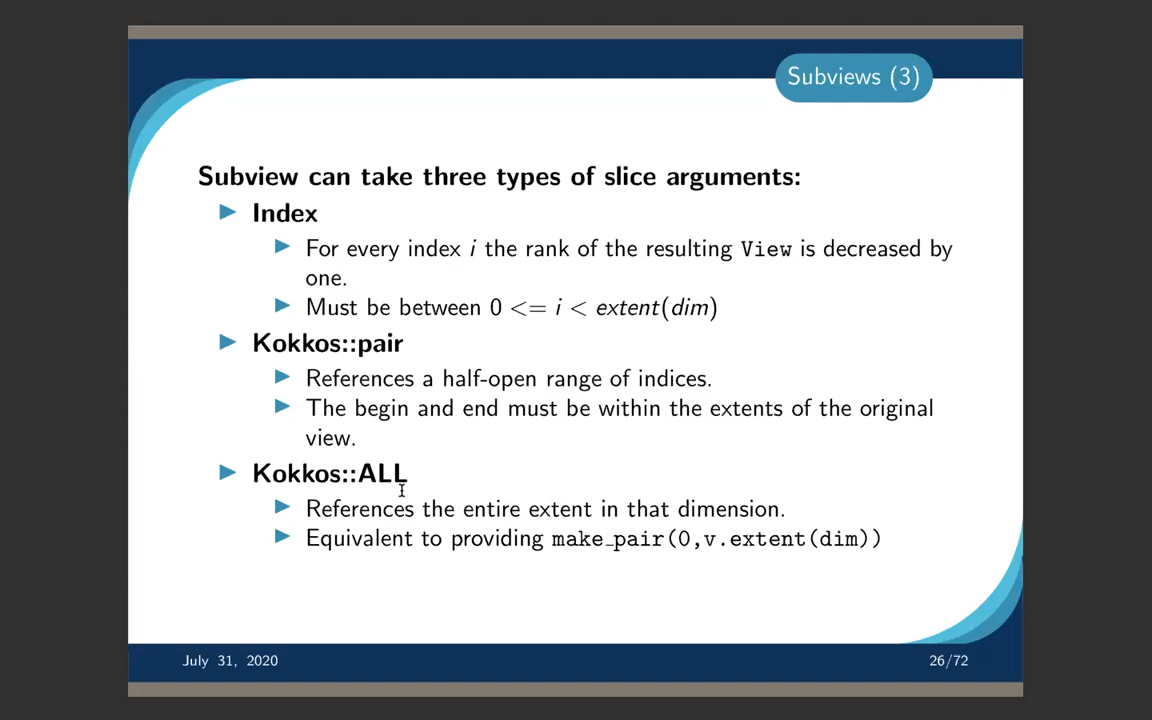 Subviews (3)
Subview can take three types of slice arguments:
Index
For every index i the rank of the resulting View is decreased by
one.
Must be between 0 <= i < extent(dim)
Kokkos::pair
References a half-open range of indices.
The begin and end must be within the extents of the original
view.
Kokkos::ALL
References the entire extent in that dimension.
Equivalent to providing make_pair(0,v.extent(dim))
July 31, 2020
26/72